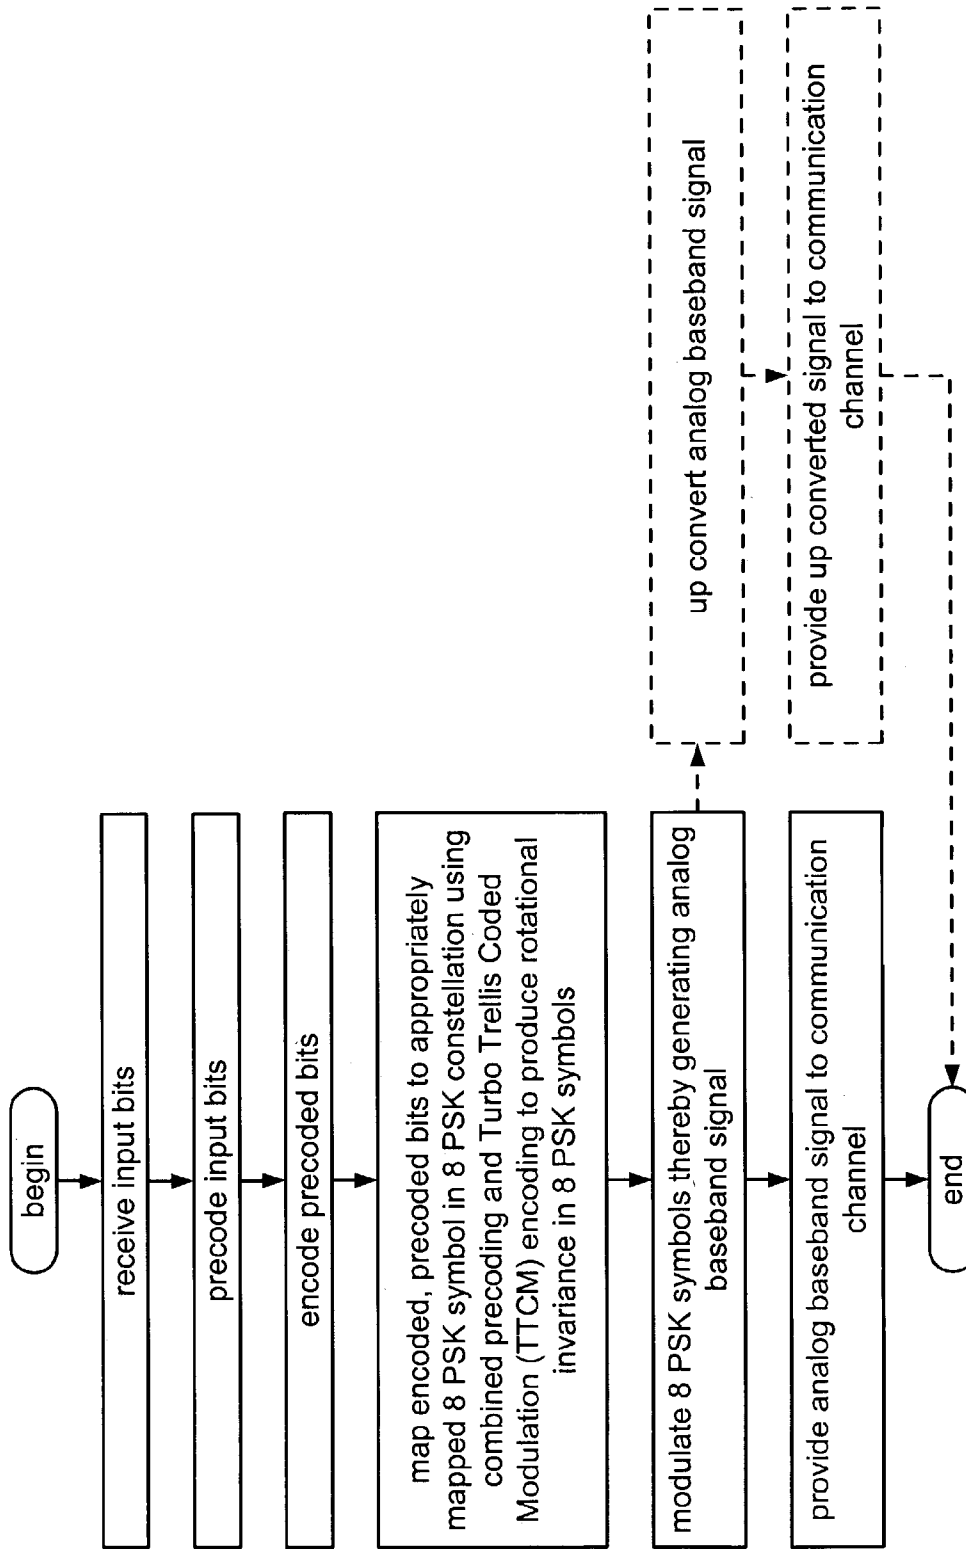 begin
receive input bits
precode input bits
encode precoded bits
map encoded, precoded bits to appropriately
mapped 8 PSK symbol in 8 PSK constellation using
combined precoding and Turbo Trellis Coded
Modulation (TTCM) encoding to produce rotational
invariance in 8 PSK symbols
modulate 8 PSK symbols thereby generating analog
baseband signal
up convert analog baseband signal
provide analog baseband signal to communication
channel
provide up converted signal to communication
channel
end